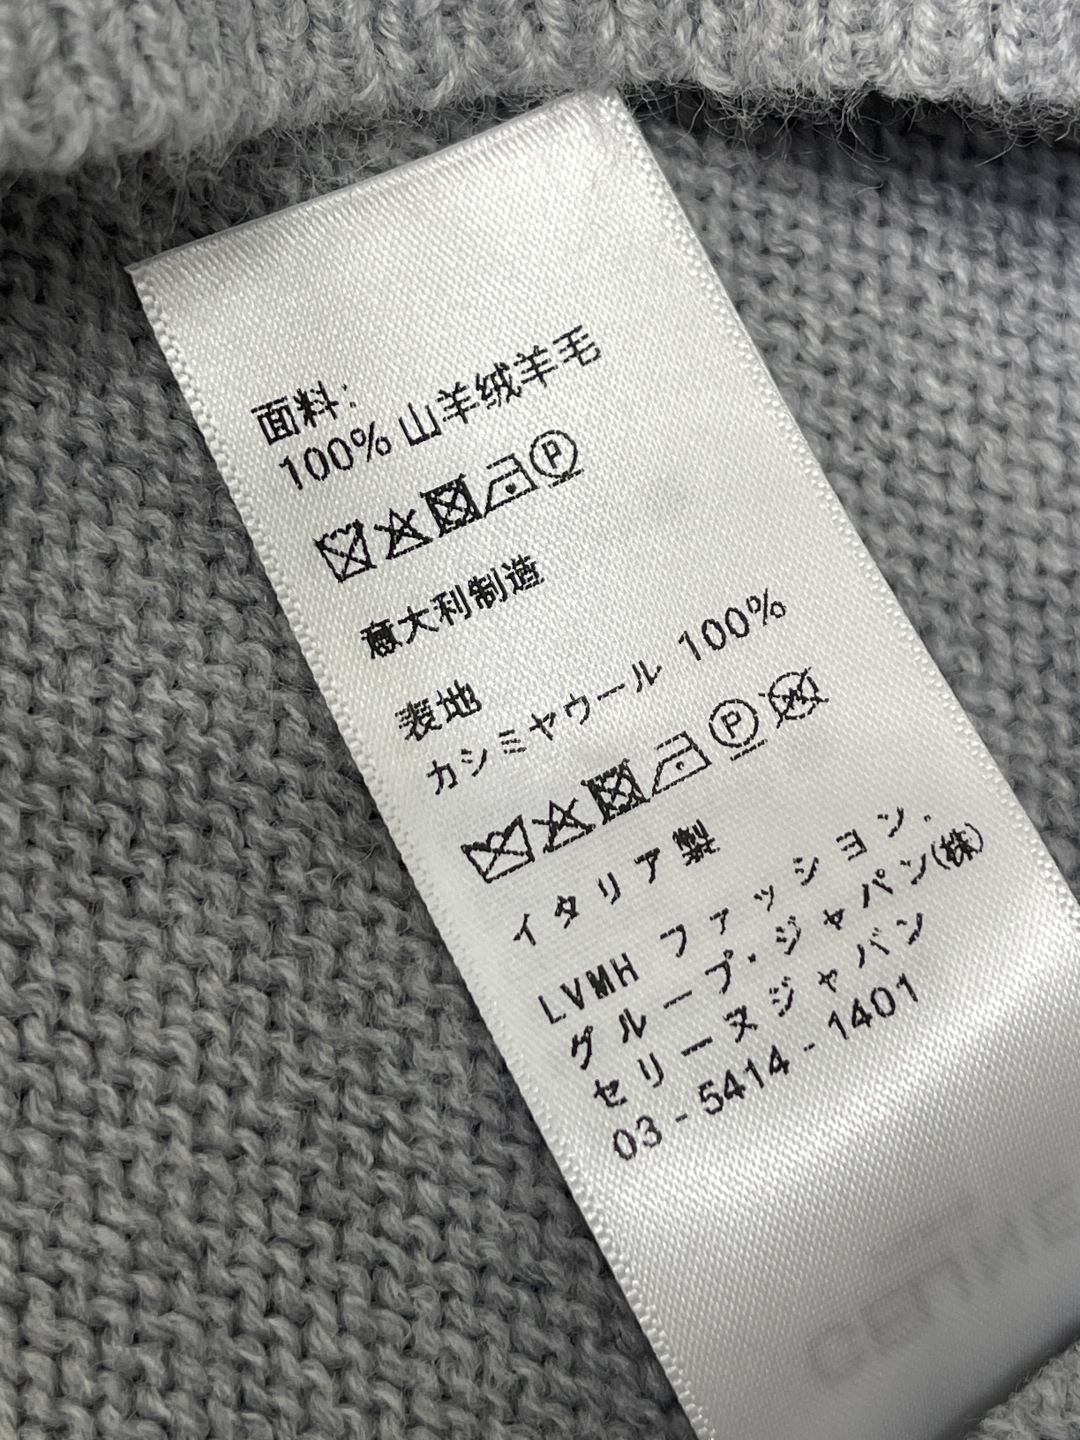 面料:
100% 山羊绒羊毛
意大利制造
表地
カシミヤウール 100%
イタリア製
LVMH ファッション.
グループ・ジャパン(株)
セリーヌジャパン
03-5414-1401